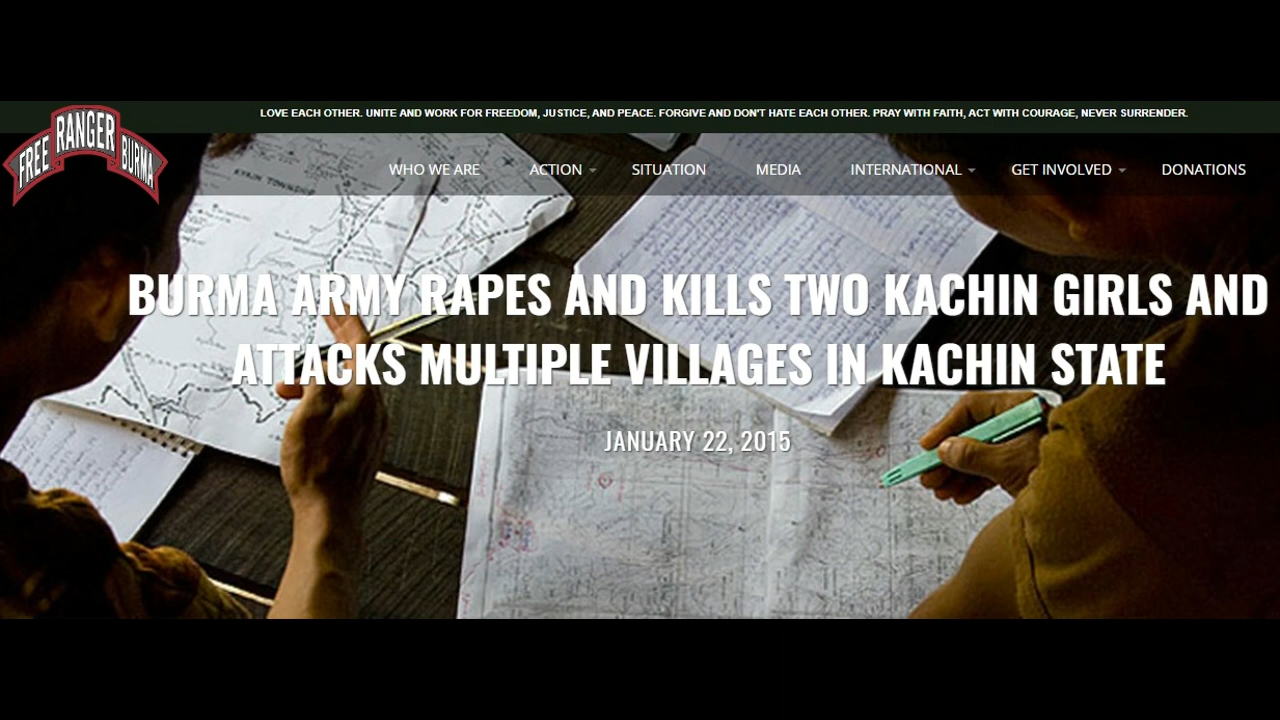 LOVE EACH OTHER. UNITE AND WORK FOR FREEDOM, JUSTICE, AND PEACE. FORGIVE AND DON'T HATE EACH OTHER. PRAY WITH FAITH, ACT WITH COURAGE, NEVER SURRENDER.
FREE RANGER BURMA
WHO WE ARE ACTION SITUATION MEDIA INTERNATIONAL GET INVOLVED DONATIONS
BURMA ARMY RAPES AND KILLS TWO KACHIN GIRLS AND
ATTACKS MULTIPLE VILLAGES IN KACHIN STATE
JANUARY 22, 2015